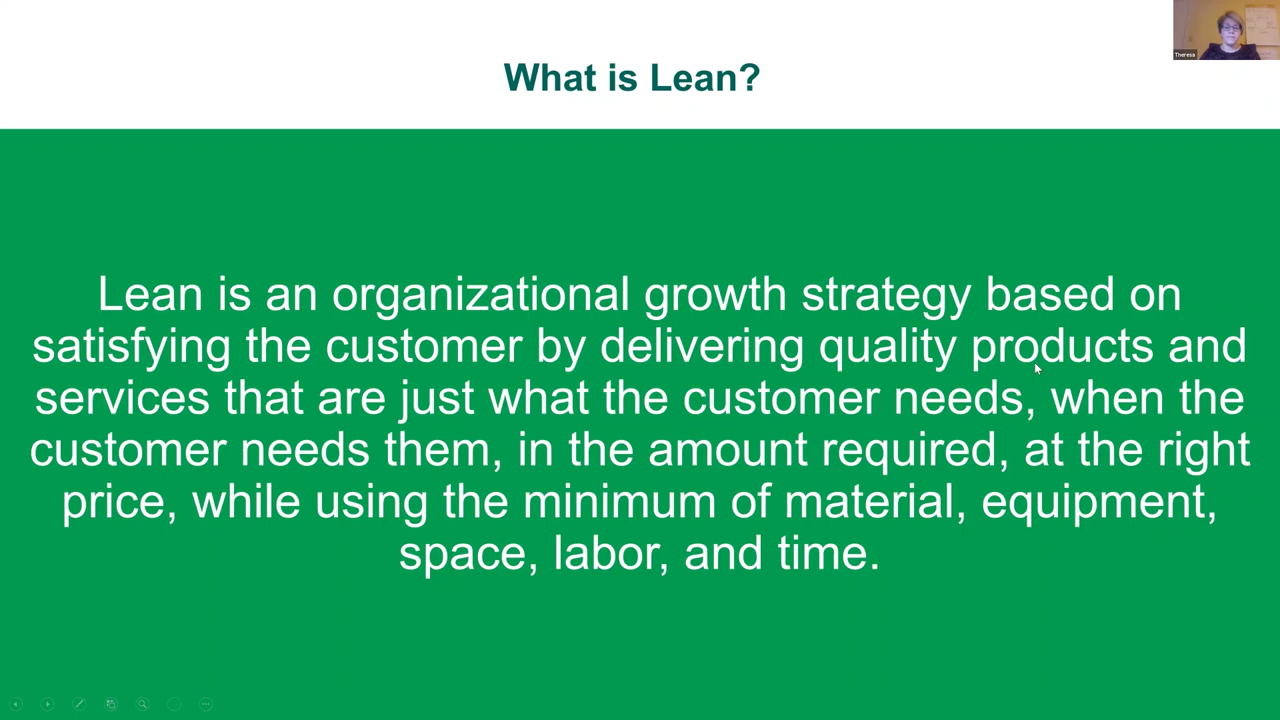 Theresa
What is Lean?
Lean is an organizational growth strategy based on
satisfying the customer by delivering quality products and
services that are just what the customer needs, when the
customer needs them, in the amount required, at the right
price, while using the minimum of material, equipment,
space, labor, and time.